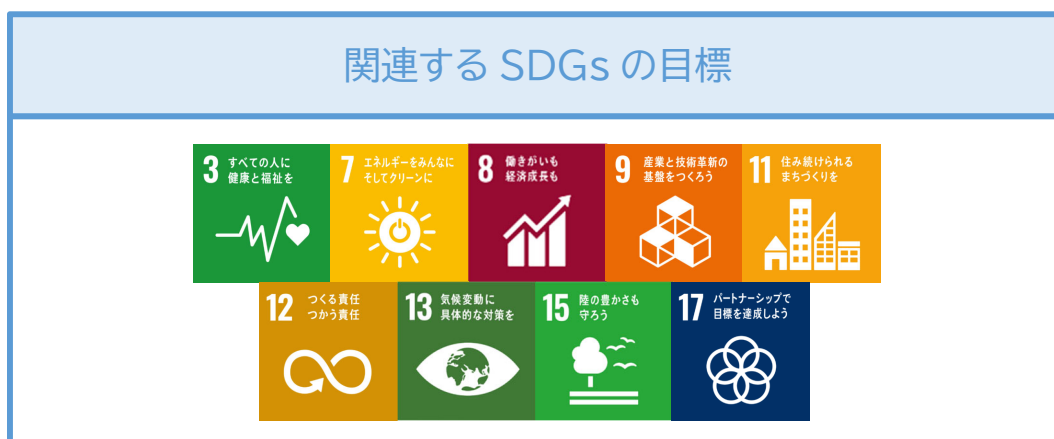 関連する SDGs の目標
3 すべての人に
健康と福祉を
7 エネルギーをみんなに
そしてクリーンに
8 働きがいも
経済成長も
9 産業と技術革新の
基盤をつくろう
11 住み続けられる
まちづくりを
12 つくる責任
つかう責任
13 気候変動に
具体的な対策を
15 陸の豊かさも
守ろう
17 パートナーシップで
目標を達成しよう